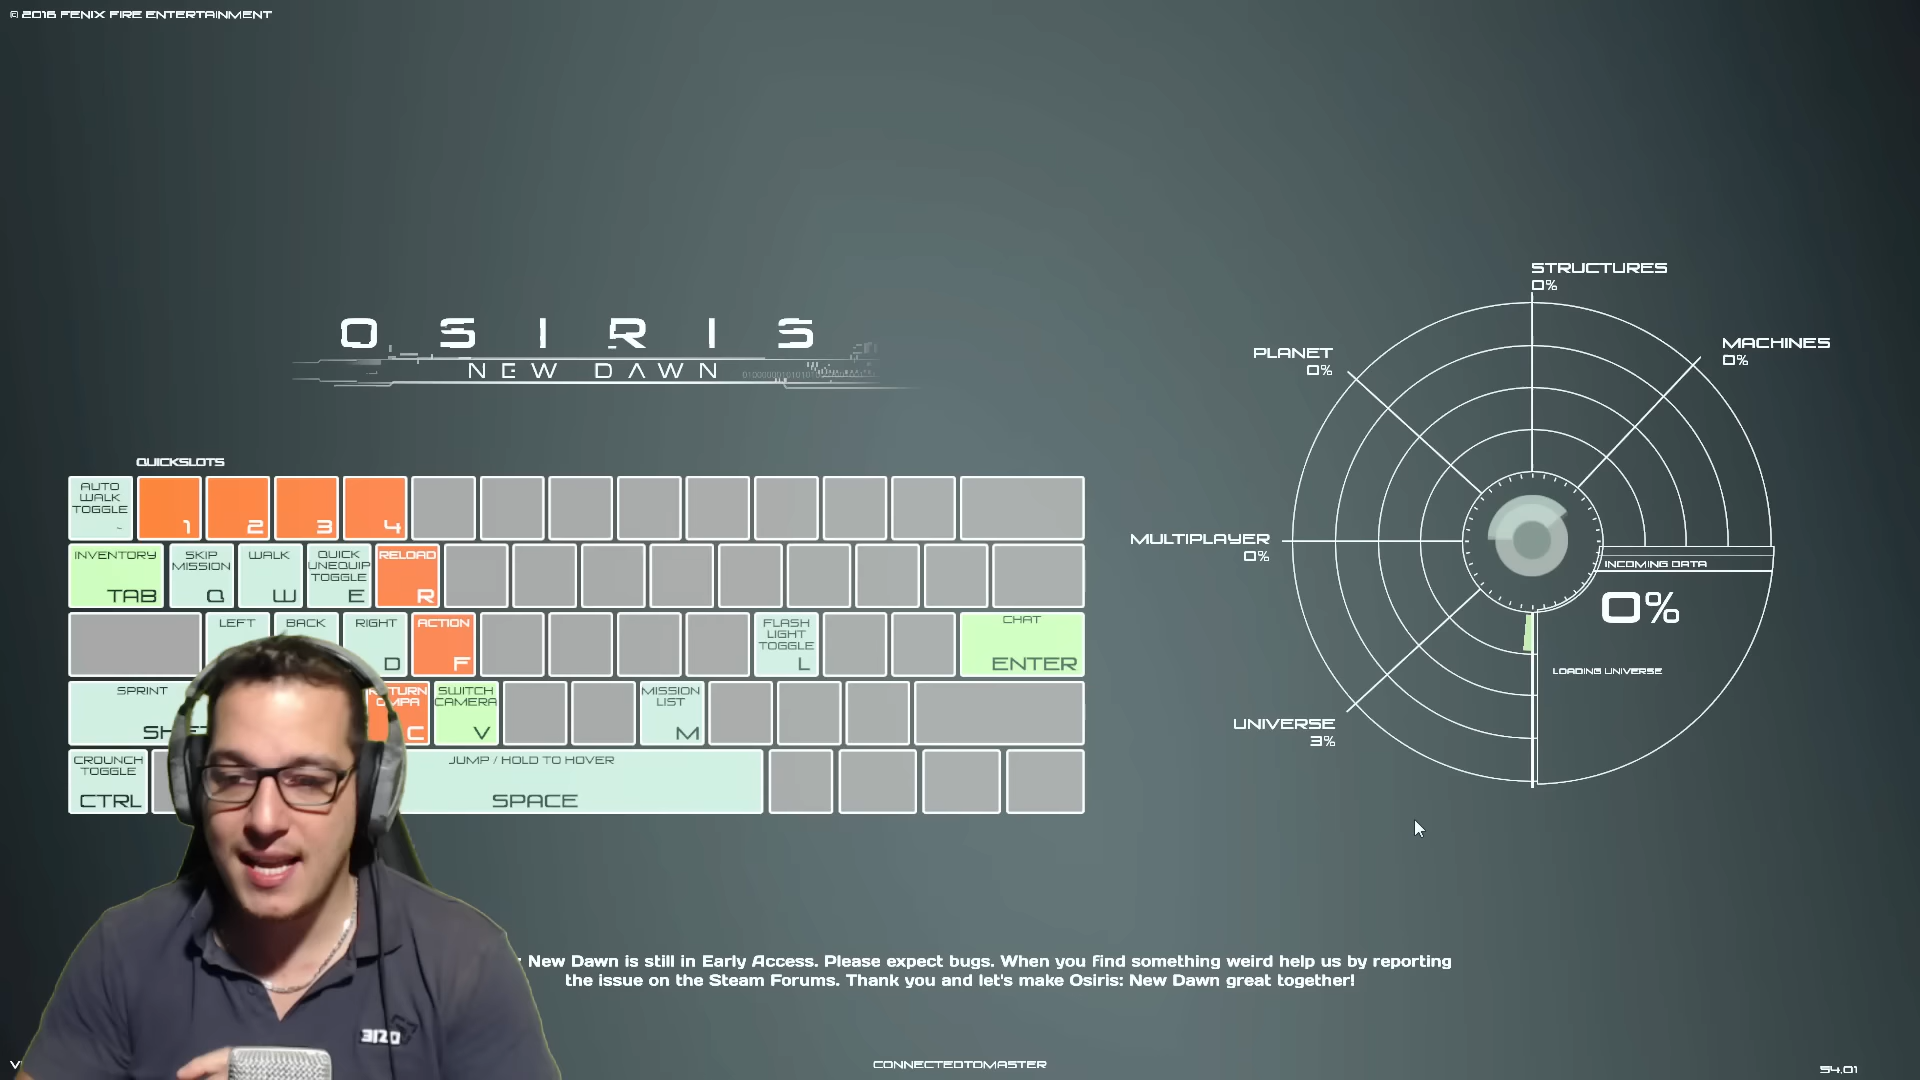 © 2016 FENIX FIRE ENTERTAINMENT
OSIRIS
NEW DAWN
QUICKSLOTS
AUTO
WALK
TOGGLE
~
1
2
3
4
INVENTORY
TAB
SKIP
MISSION
Q
WALK
W
QUICK
UNEQUIP
TOGGLE
E
RELOAD
R
LEFT
BACK
RIGHT
D
ACTION
F
FLASH
LIGHT
TOGGLE
L
CHAT
ENTER
SPRINT
C
SWITCH
CAMERA
V
MISSION
LIST
M
CROUNCH
TOGGLE
CTRL
JUMP / HOLD TO HOVER
SPACE
STRUCTURES
0%
MACHINES
0%
PLANET
0%
MULTIPLAYER
0%
UNIVERSE
3%
INCOMING DATA
0%
LOADING UNIVERSE
New Dawn is still in Early Access. Please expect bugs. When you find something weird help us by reporting
the issue on the Steam Forums. Thank you and let's make Osiris: New Dawn great together!
CONNECTEDTOMASTER
54.01